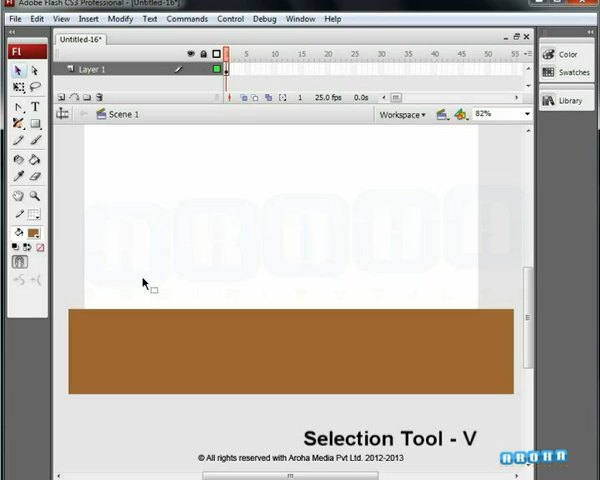 Adobe Flash CS3 Professional - [Untitled-16*]
File Edit View Insert Modify Text Commands Control Debug Window Help
Untitled-16*
5 10 15 20 25 30 35 40 45 50 55
Layer 1
1 25.0 fps 0.0s
Scene 1
Workspace
82%
Fl
T
Color
Swatches
Library
AROHA
Selection Tool - V
© All rights reserved with Aroha Media Pvt Ltd. 2012-2013
AROHA